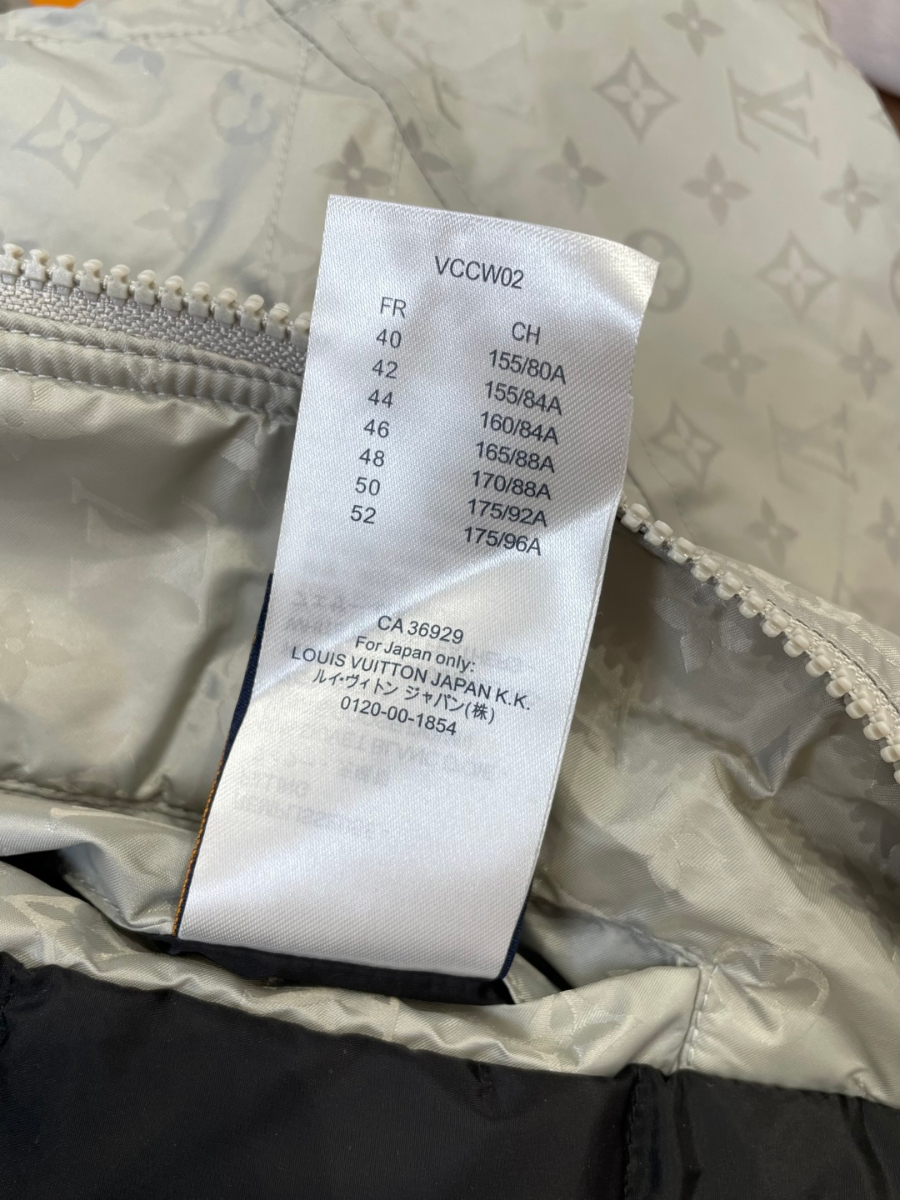 VCCW02
FR CH
40 155/80A
42 155/84A
44 160/84A
46 165/88A
48 170/88A
50 175/92A
52 175/96A
CA 36929
For Japan only:
LOUIS VUITTON JAPAN K.K.
ルイ・ヴィトン ジャパン(株)
0120-00-1854